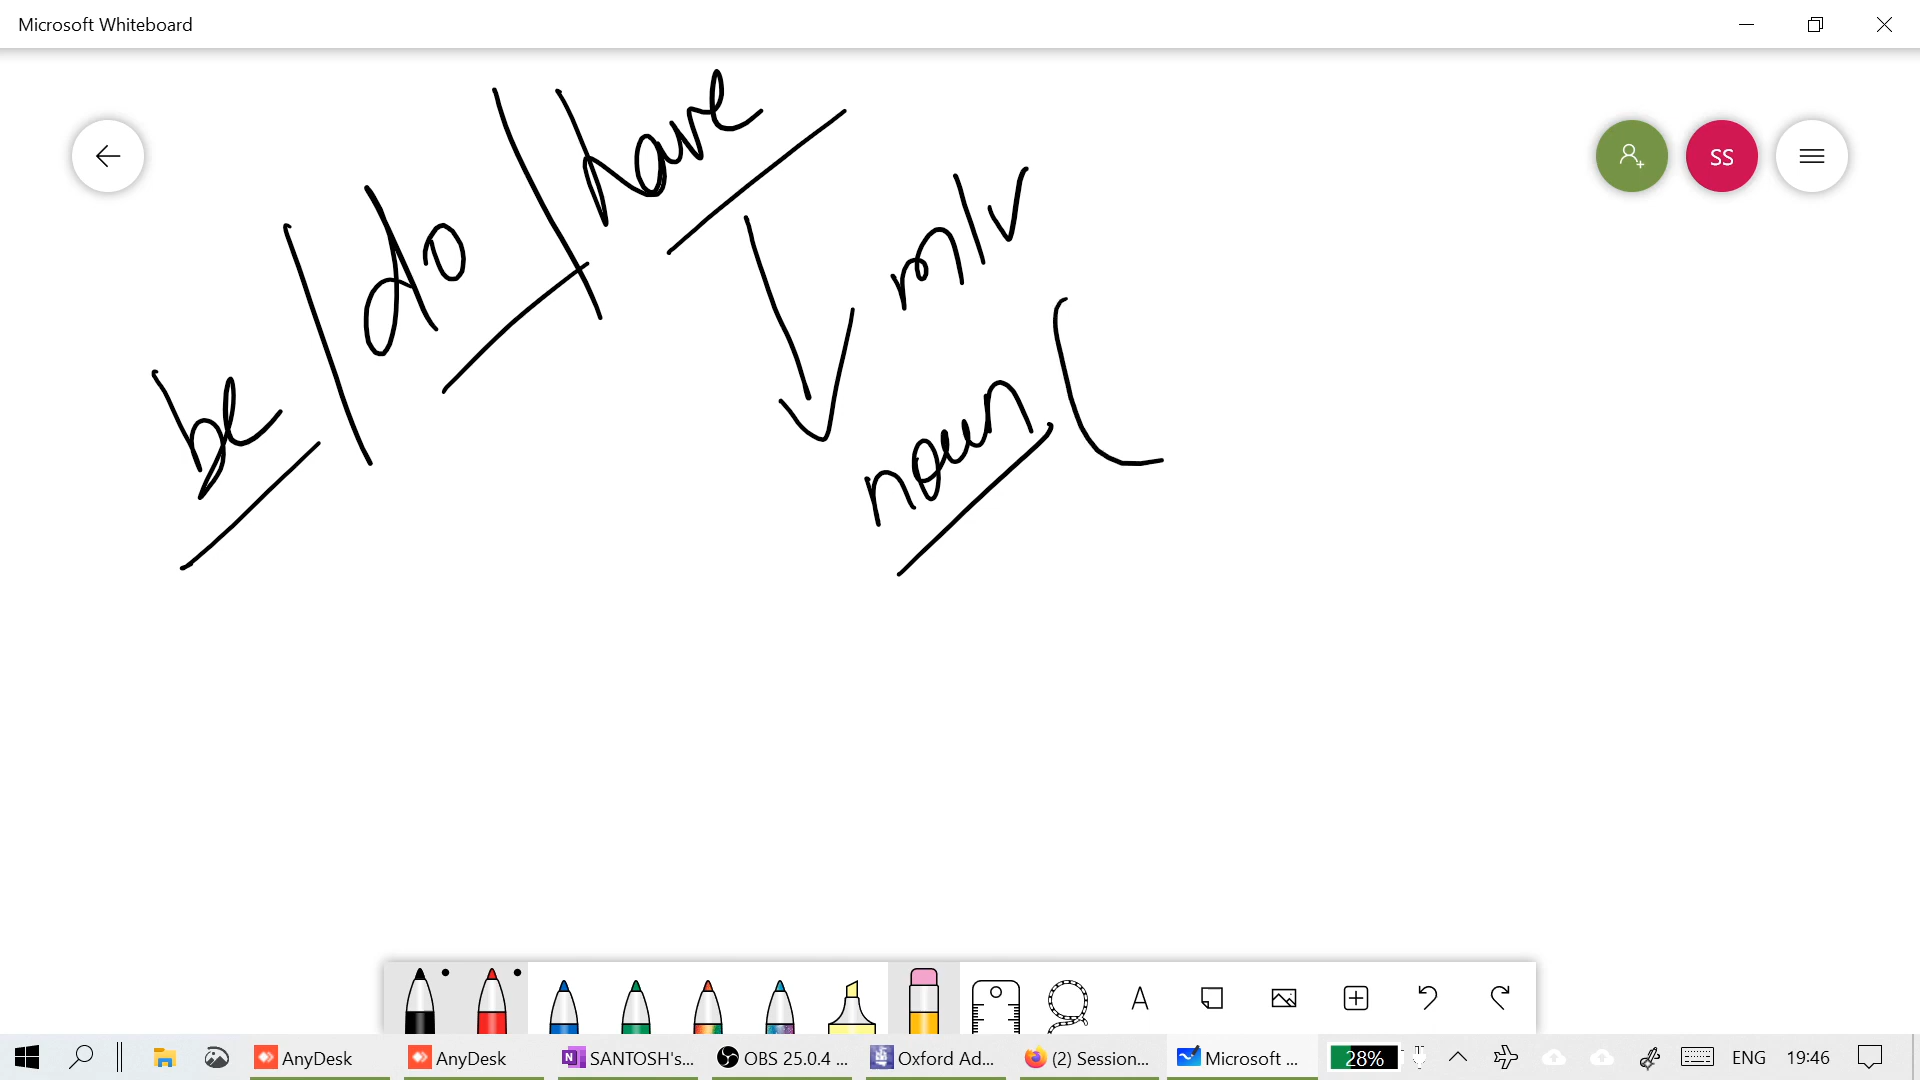 Microsoft Whiteboard
be/do/have
m/v
noun (
SS
A
AnyDesk
AnyDesk
SANTOSH's...
OBS 25.0.4 ...
Oxford Ad...
(2) Session...
Microsoft ...
28%
ENG
19:46